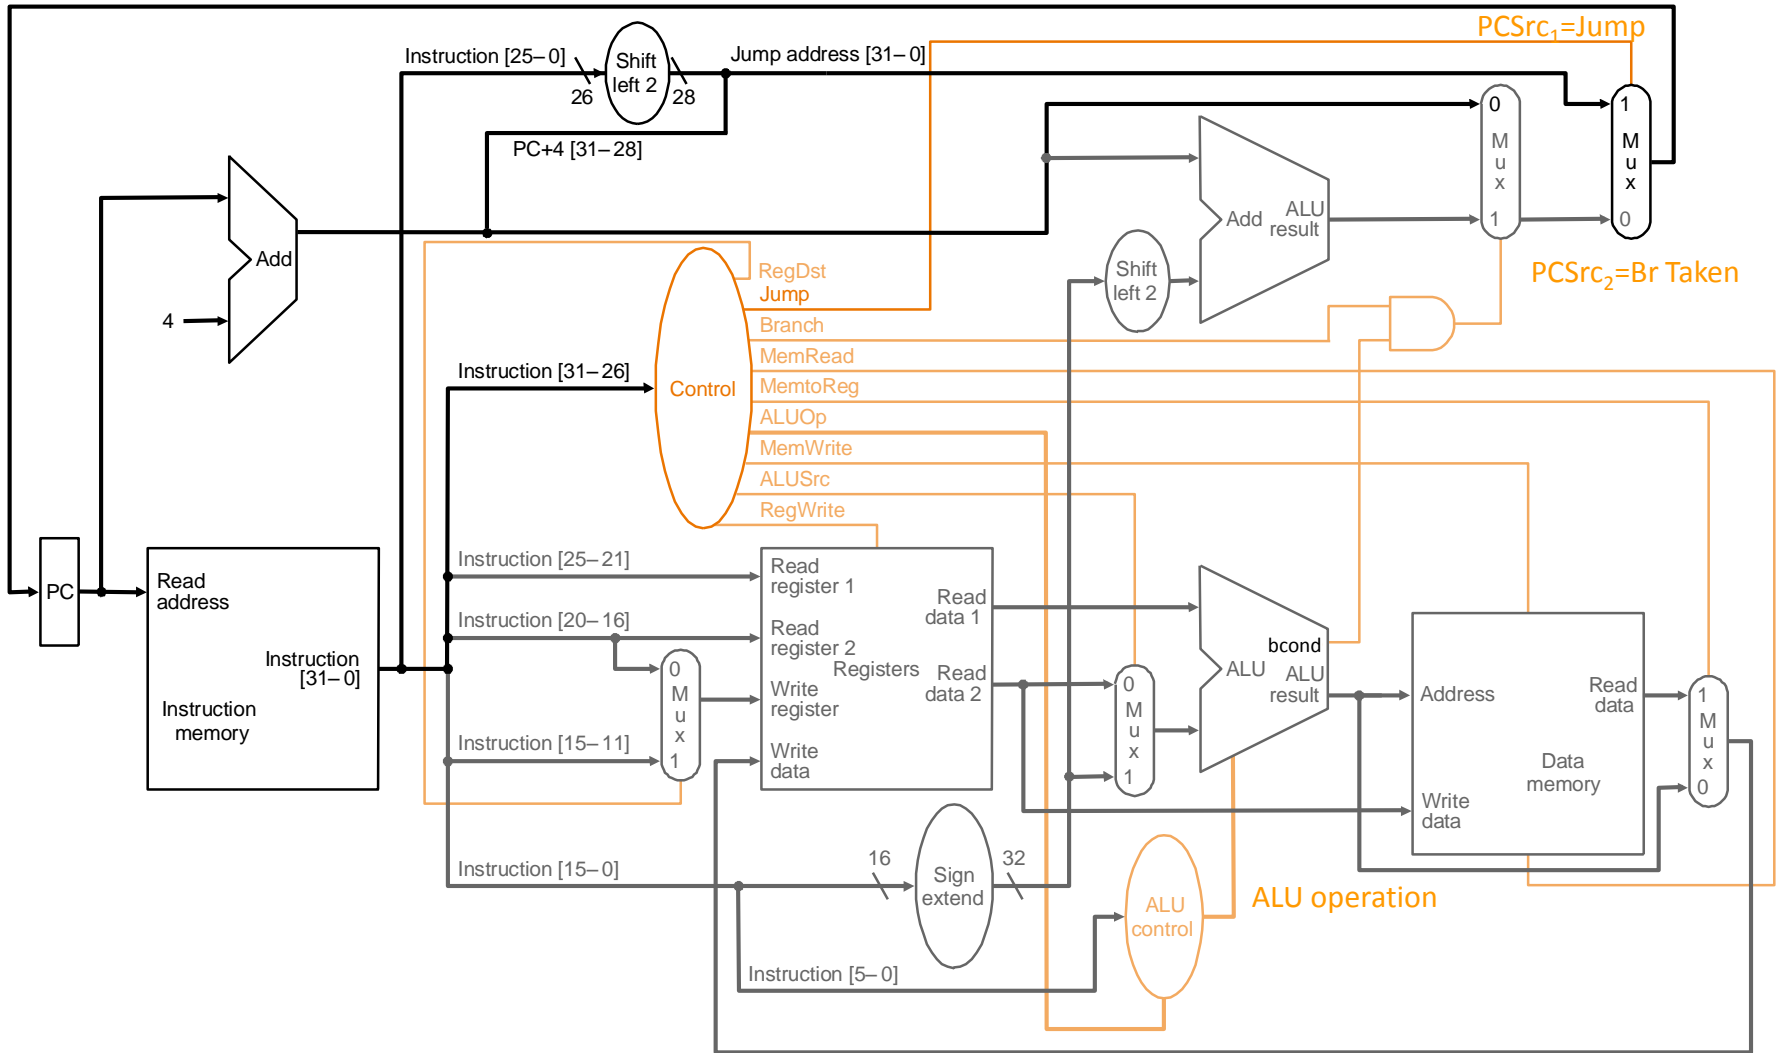 PCSrc1=Jump
Instruction [25–0]
Shift
left 2
Jump address [31–0]
26
28
PC+4 [31–28]
0
M
u
x
1
1
M
u
x
0
Add
ALU
result
Add
4
Shift
left 2
PCSrc2=Br Taken
RegDst
Jump
Branch
MemRead
MemtoReg
ALUOp
MemWrite
ALUSrc
RegWrite
Instruction [31–26]
Control
PC
Read
address
Instruction
[31–0]
Instruction
memory
Instruction [25–21]
Instruction [20–16]
Instruction [15–11]
0
M
u
x
1
Read
register 1
Read
register 2
Registers
Write
register
Write
data
Read
data 1
Read
data 2
0
M
u
x
1
bcond
ALU
ALU
result
Address
Read
data
Data
memory
Write
data
1
M
u
x
0
Instruction [15–0]
16
Sign
extend
32
ALU
control
ALU operation
Instruction [5–0]